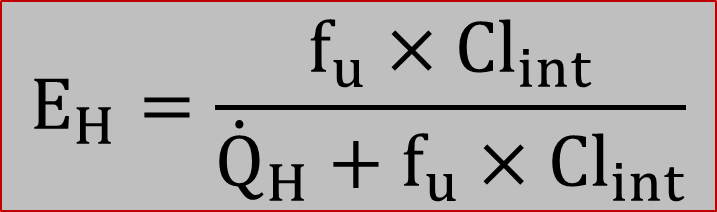 E_H = (f_u × Cl_int) / (Q̇_H + f_u × Cl_int)